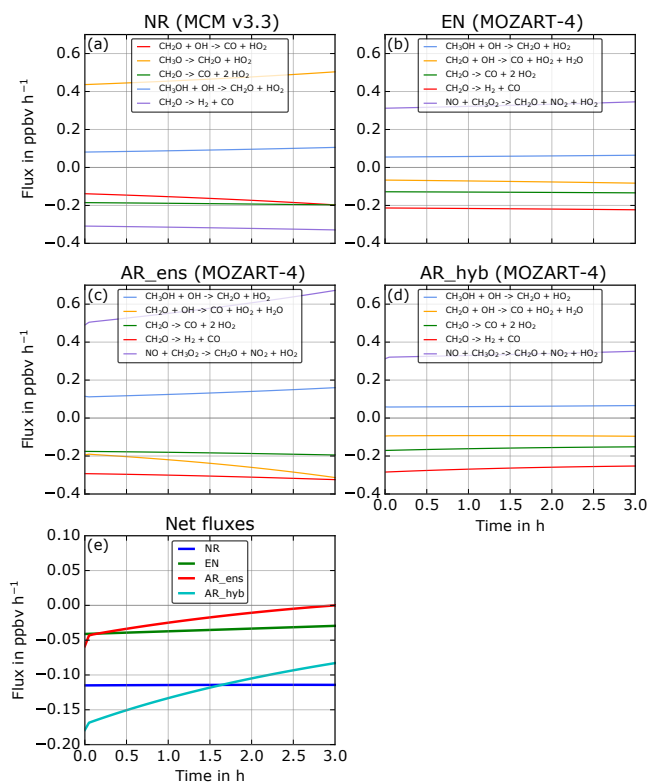 NR (MCM v3.3)
(a)
CH₂O + OH -> CO + HO₂
CH₃O -> CH₂O + HO₂
CH₂O -> CO + 2 HO₂
CH₃OH + OH -> CH₂O + HO₂
CH₂O -> H₂ + CO
Flux in ppbv h⁻¹
0.6
0.4
0.2
0.0
−0.2
−0.4
EN (MOZART-4)
(b)
CH₃OH + OH -> CH₂O + HO₂
CH₂O + OH -> CO + HO₂ + H₂O
CH₂O -> CO + 2 HO₂
CH₂O -> H₂ + CO
NO + CH₃O₂ -> CH₂O + NO₂ + HO₂
0.6
0.4
0.2
0.0
−0.2
−0.4
AR_ens (MOZART-4)
(c)
CH₃OH + OH -> CH₂O + HO₂
CH₂O + OH -> CO + HO₂ + H₂O
CH₂O -> CO + 2 HO₂
CH₂O -> H₂ + CO
NO + CH₃O₂ -> CH₂O + NO₂ + HO₂
Flux in ppbv h⁻¹
0.6
0.4
0.2
0.0
−0.2
−0.4
AR_hyb (MOZART-4)
(d)
CH₃OH + OH -> CH₂O + HO₂
CH₂O + OH -> CO + HO₂ + H₂O
CH₂O -> CO + 2 HO₂
CH₂O -> H₂ + CO
NO + CH₃O₂ -> CH₂O + NO₂ + HO₂
0.6
0.4
0.2
0.0
−0.2
−0.4
0.0 0.5 1.0 1.5 2.0 2.5 3.0
Time in h
Net fluxes
(e)
NR
EN
AR_ens
AR_hyb
Flux in ppbv h⁻¹
0.10
0.05
0.00
−0.05
−0.10
−0.15
−0.20
0.0 0.5 1.0 1.5 2.0 2.5 3.0
Time in h